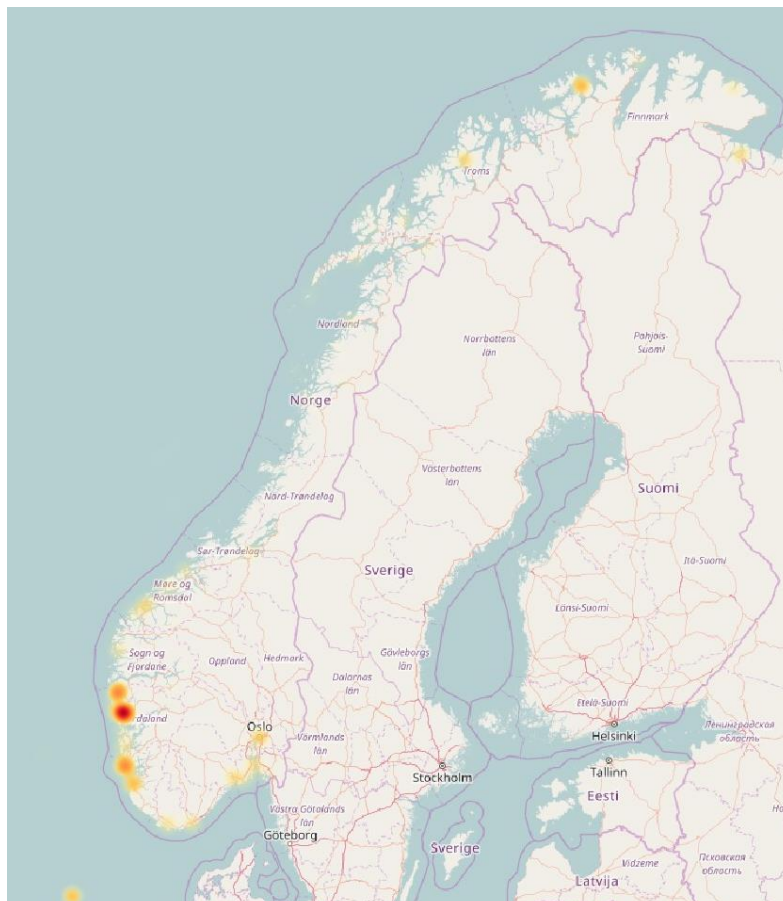 Finnmark
Troms
Nordland
Norrbottens
län
Pohjois-
Suomi
Norge
Västerbottens
län
Suomi
Nord-Trøndelag
Sør-Trøndelag
Sverige
Itä-Suomi
Møre og
Romsdal
Länsi-Suomi
Sogn og
Fjordane
Oppland
Hedmark
Gävleborgs
län
Dalarnas
län
Etelä-Suomi
rdaland
Oslo
Värmlands
län
Helsinki
Ленинградская
область
Stockholm
Tallinn
Eesti
Västra Götalands
län
Göteborg
Sverige
Vidzeme
Псковская
область
Latvija